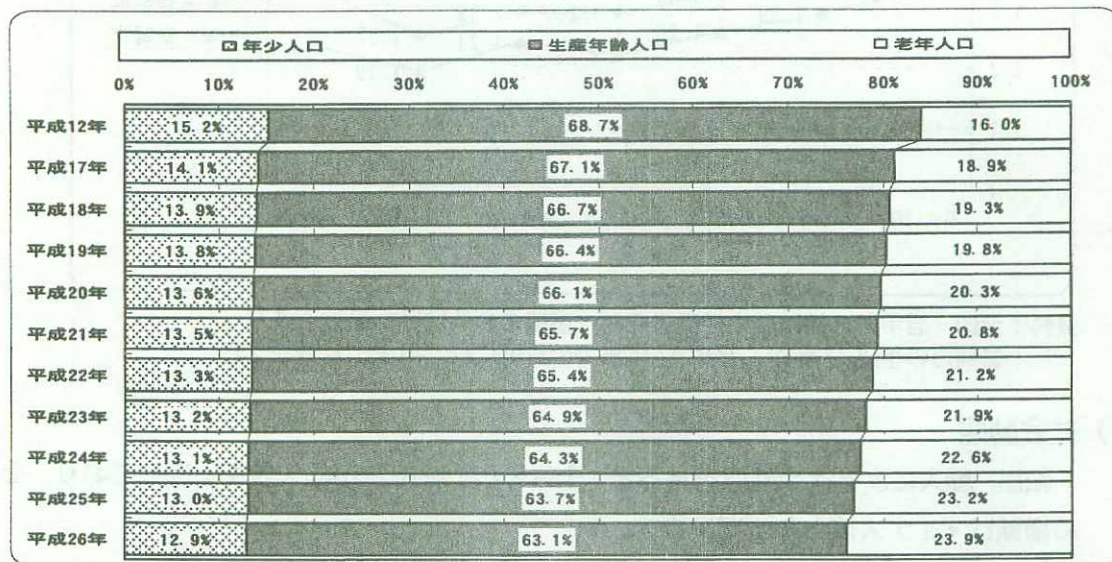 年少人口 生産年齢人口 老年人口
0% 10% 20% 30% 40% 50% 60% 70% 80% 90% 100%
平成12年 15.2% 68.7% 16.0%
平成17年 14.1% 67.1% 18.9%
平成18年 13.9% 66.7% 19.3%
平成19年 13.8% 66.4% 19.8%
平成20年 13.6% 66.1% 20.3%
平成21年 13.5% 65.7% 20.8%
平成22年 13.3% 65.4% 21.2%
平成23年 13.2% 64.9% 21.9%
平成24年 13.1% 64.3% 22.6%
平成25年 13.0% 63.7% 23.2%
平成26年 12.9% 63.1% 23.9%